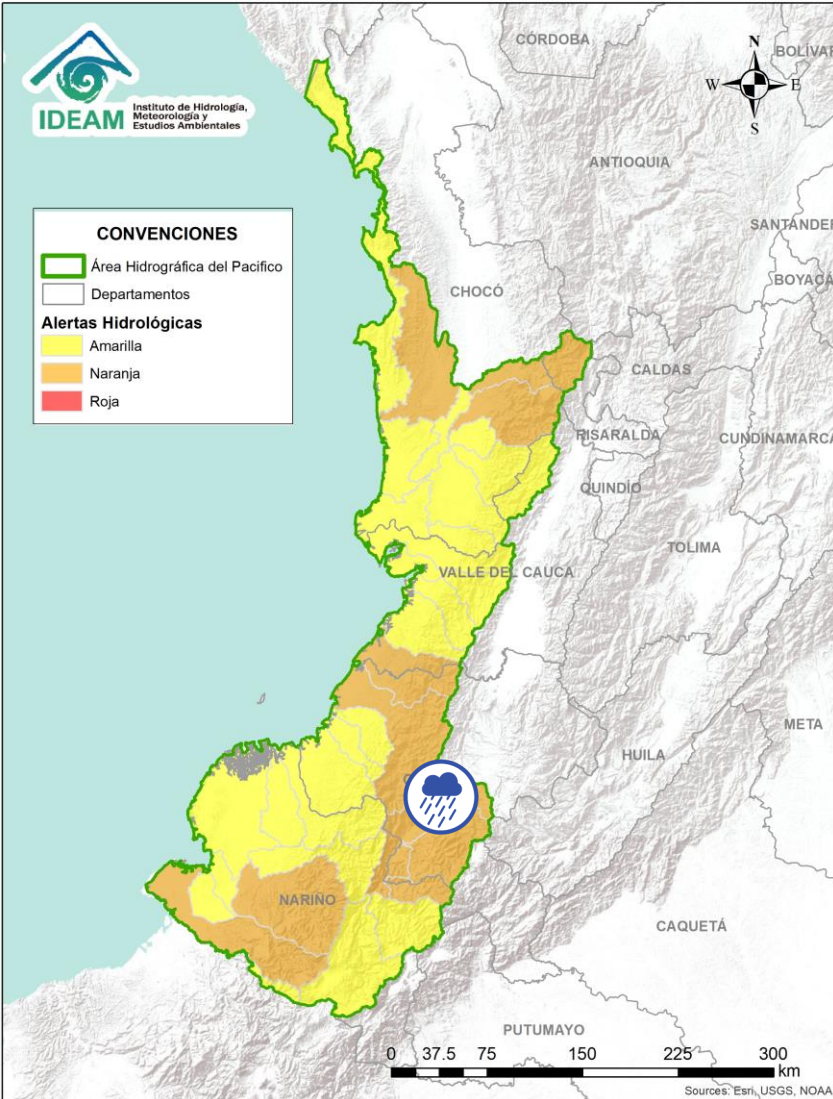 CÓRDOBA
BOLÍVAR
N
W
E
S
IDEAM
Instituto de Hidrología,
Meteorología y
Estudios Ambientales
ANTIOQUIA
SANTANDER
CONVENCIONES
Área Hidrográfica del Pacifico
Departamentos
Alertas Hidrológicas
Amarilla
Naranja
Roja
BOYACÁ
CHOCÓ
CALDAS
RISARALDA
CUNDINAMARCA
QUINDÍO
TOLIMA
VALLE DEL CAUCA
META
HUILA
NARIÑO
CAQUETÁ
PUTUMAYO
0 37.5 75 150 225 300
km
Sources: Esri, USGS, NOAA